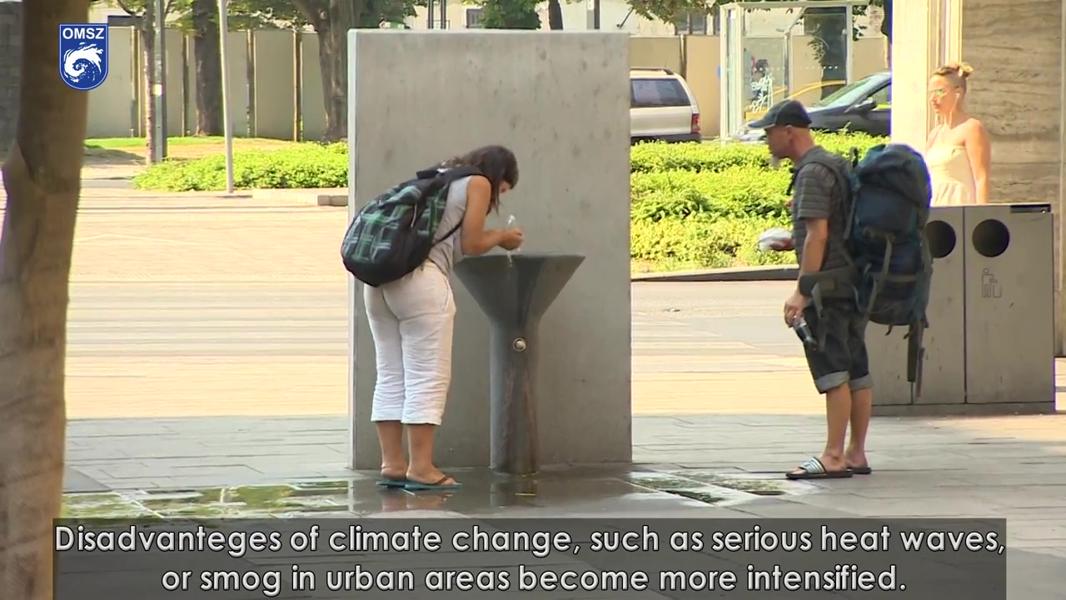 OMSZ
Disadvanteges of climate change, such as serious heat waves,
or smog in urban areas become more intensified.